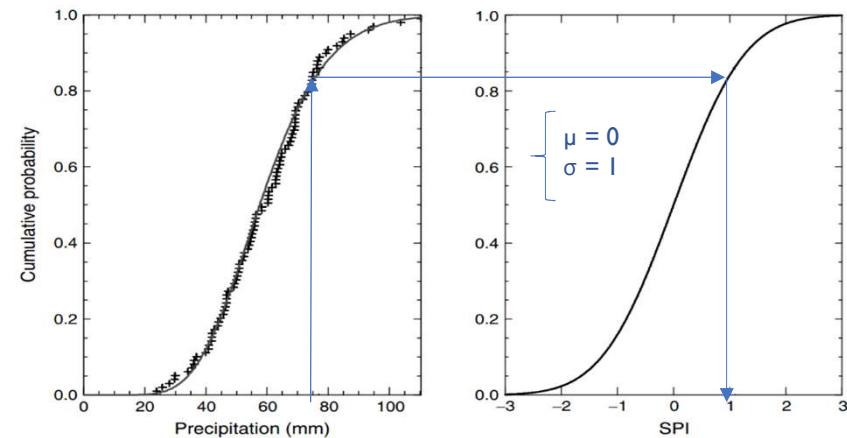 Cumulative probability
1.0
0.8
0.6
0.4
0.2
0.0
0 20 40 60 80 100
Precipitation (mm)
1.0
0.8
0.6
0.4
0.2
0.0
μ = 0
σ = I
−3 −2 −1 0 1 2 3
SPI